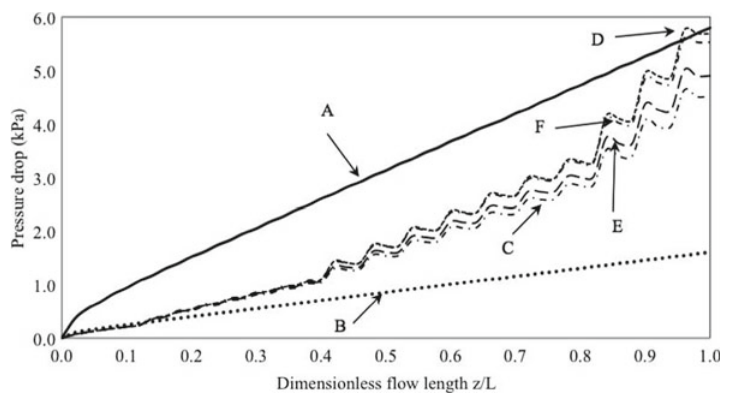 6.0
5.0
4.0
3.0
2.0
1.0
0.0
Pressure drop (kPa)
A
B
C
D
E
F
0.0 0.1 0.2 0.3 0.4 0.5 0.6 0.7 0.8 0.9 1.0
Dimensionless flow length z/L